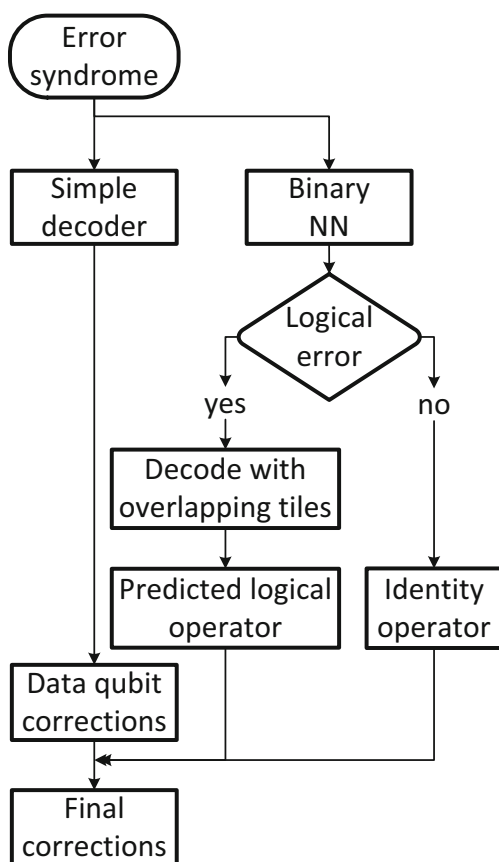 Error
syndrome
Simple
decoder
Binary
NN
Logical
error
yes
no
Decode with
overlapping tiles
Predicted logical
operator
Identity
operator
Data qubit
corrections
Final
corrections